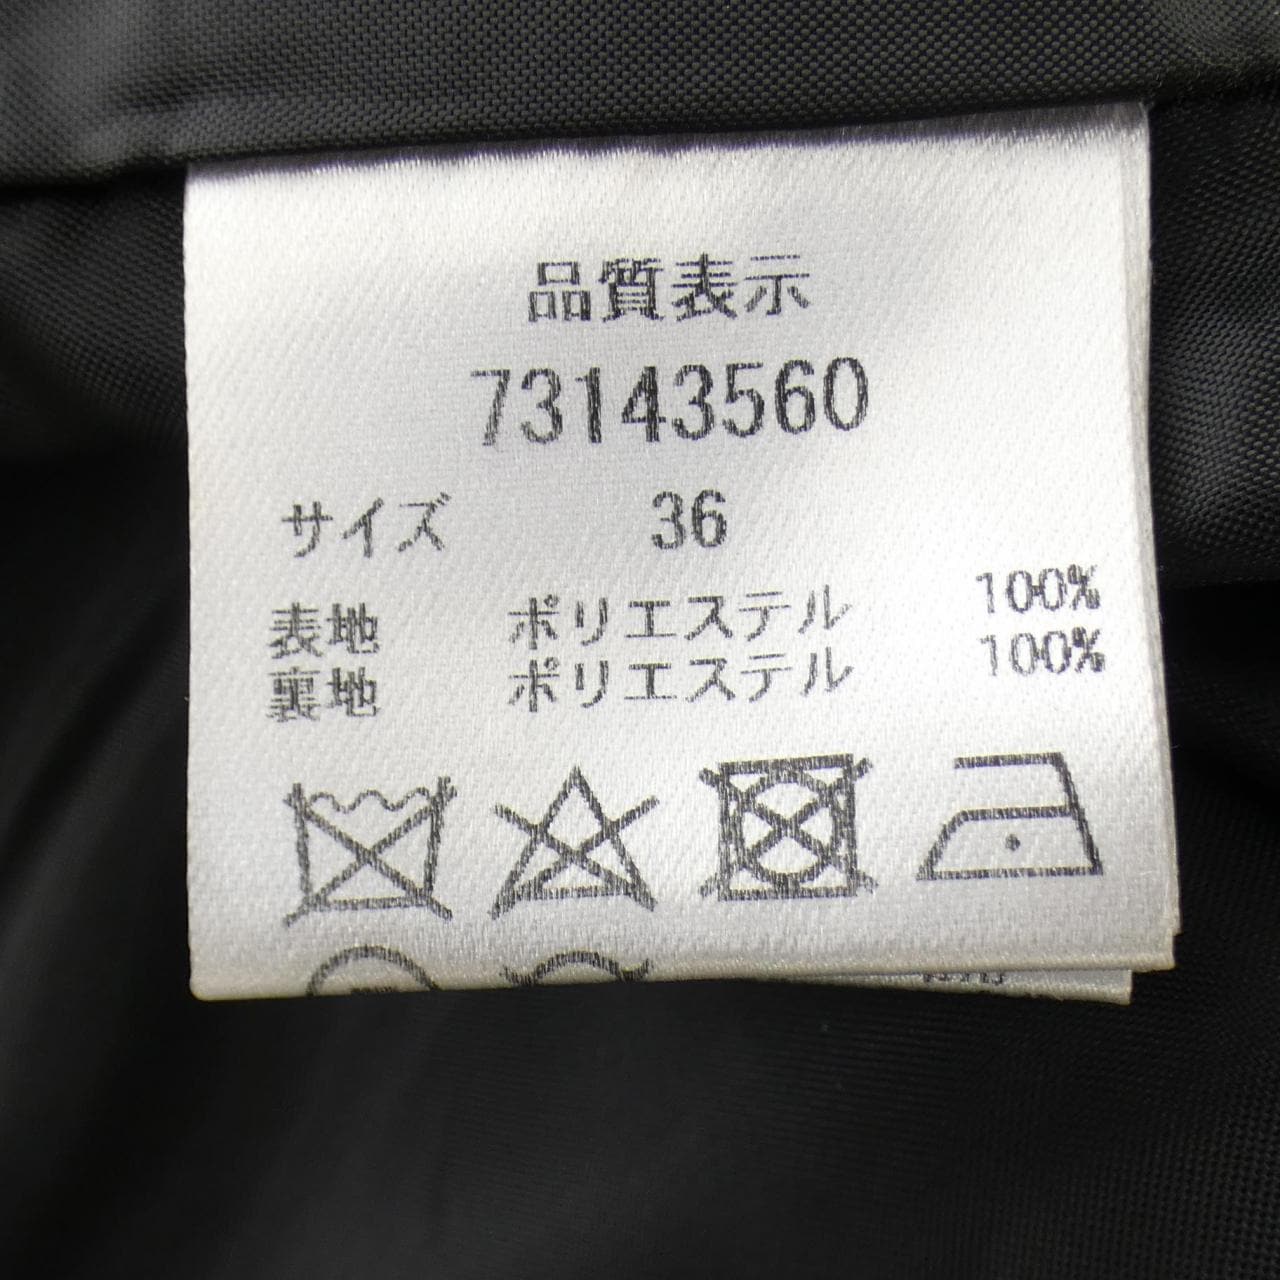 品質表示
73143560
サイズ 36
表地 ポリエステル 100%
裏地 ポリエステル 100%